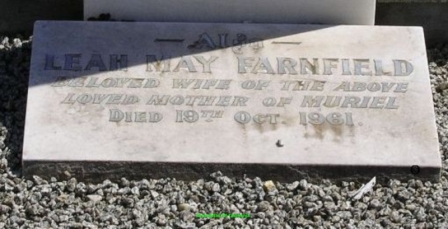 — Also —
LEAH MAY FARNFIELD
BELOVED WIFE OF THE ABOVE
LOVED MOTHER OF MURIEL
DIED 19TH OCT. 1961